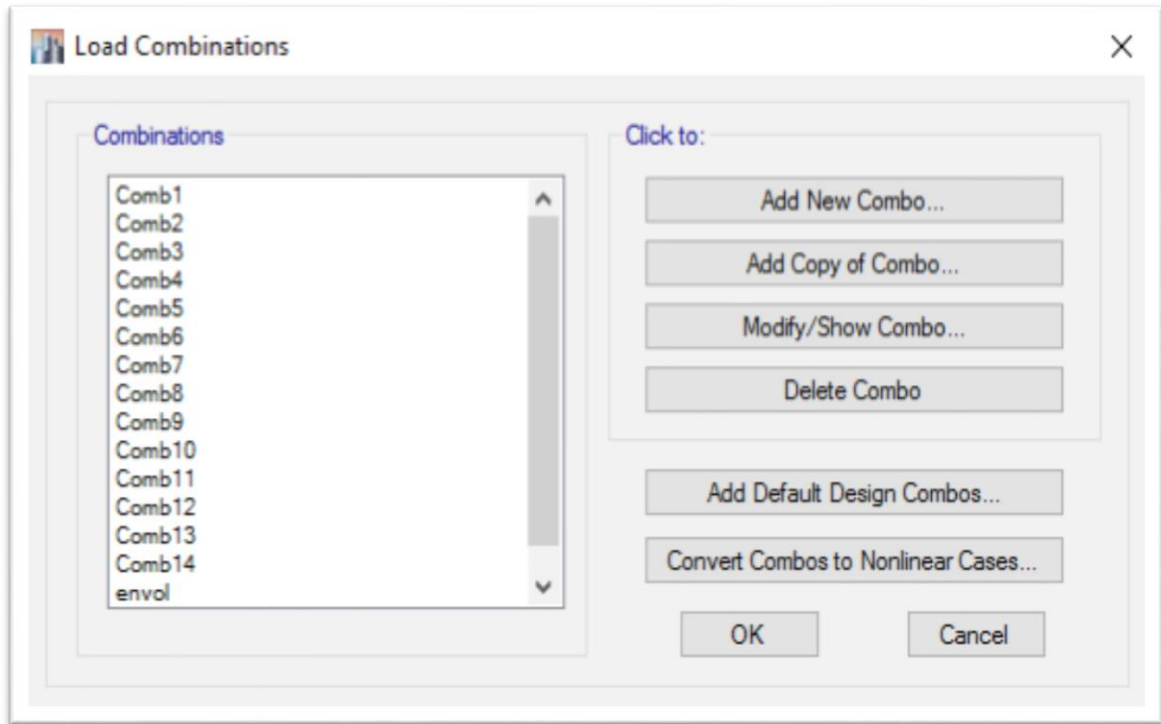 Load Combinations
Combinations
Comb1
Comb2
Comb3
Comb4
Comb5
Comb6
Comb7
Comb8
Comb9
Comb10
Comb11
Comb12
Comb13
Comb14
envol
Click to:
Add New Combo...
Add Copy of Combo...
Modify/Show Combo...
Delete Combo
Add Default Design Combos...
Convert Combos to Nonlinear Cases...
OK
Cancel